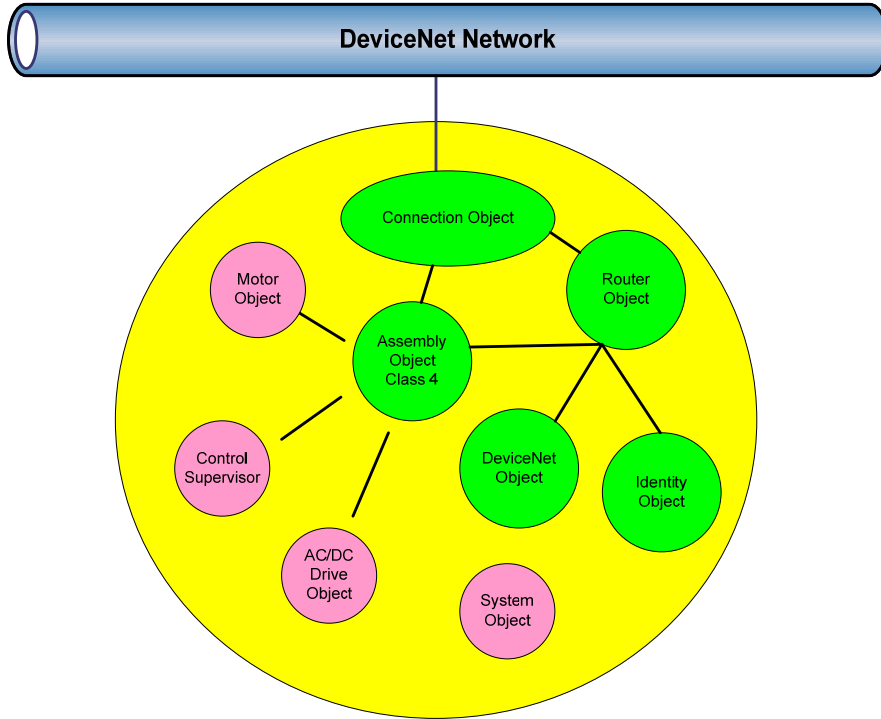 DeviceNet Network
Connection Object
Motor
Object
Router
Object
Assembly
Object
Class 4
Control
Supervisor
DeviceNet
Object
Identity
Object
AC/DC
Drive
Object
System
Object